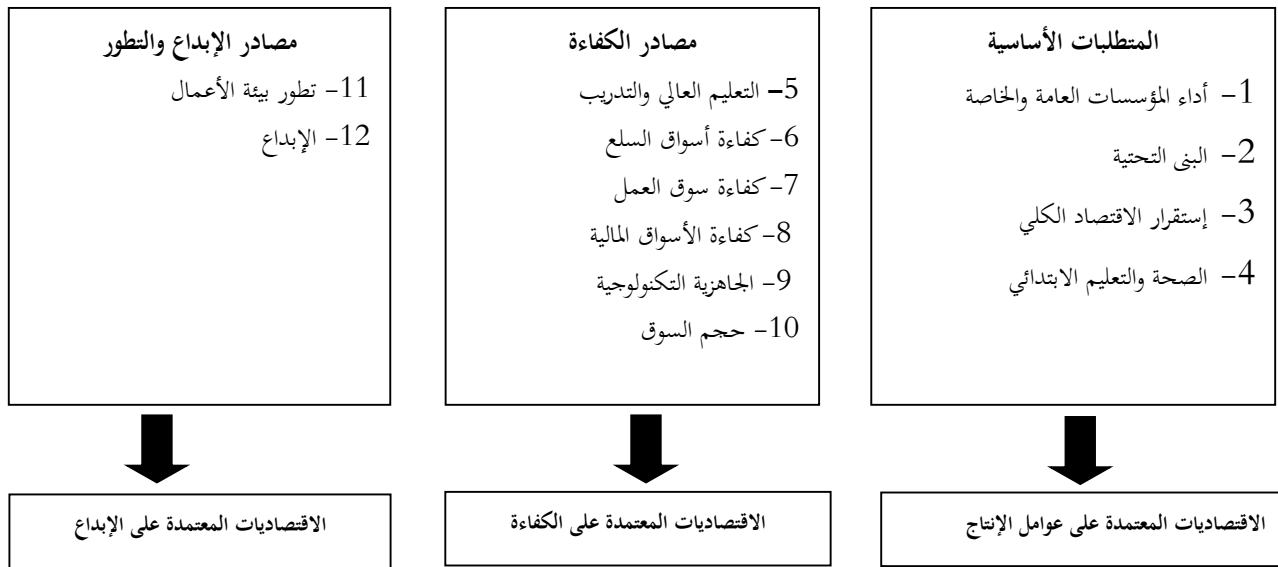 المتطلبات الأساسية
1- أداء المؤسسات العامة والخاصة
2- البنى التحتية
3- إستقرار الاقتصاد الكلي
4- الصحة والتعليم الابتدائي
الاقتصاديات المعتمدة على عوامل الإنتاج
مصادر الكفاءة
5- التعليم العالي والتدريب
6- كفاءة أسواق السلع
7- كفاءة سوق العمل
8- كفاءة الأسواق المالية
9- الجاهزية التكنولوجية
10- حجم السوق
الاقتصاديات المعتمدة على الكفاءة
مصادر الإبداع والتطور
11- تطور بيئة الأعمال
12- الإبداع
الاقتصاديات المعتمدة على الإبداع